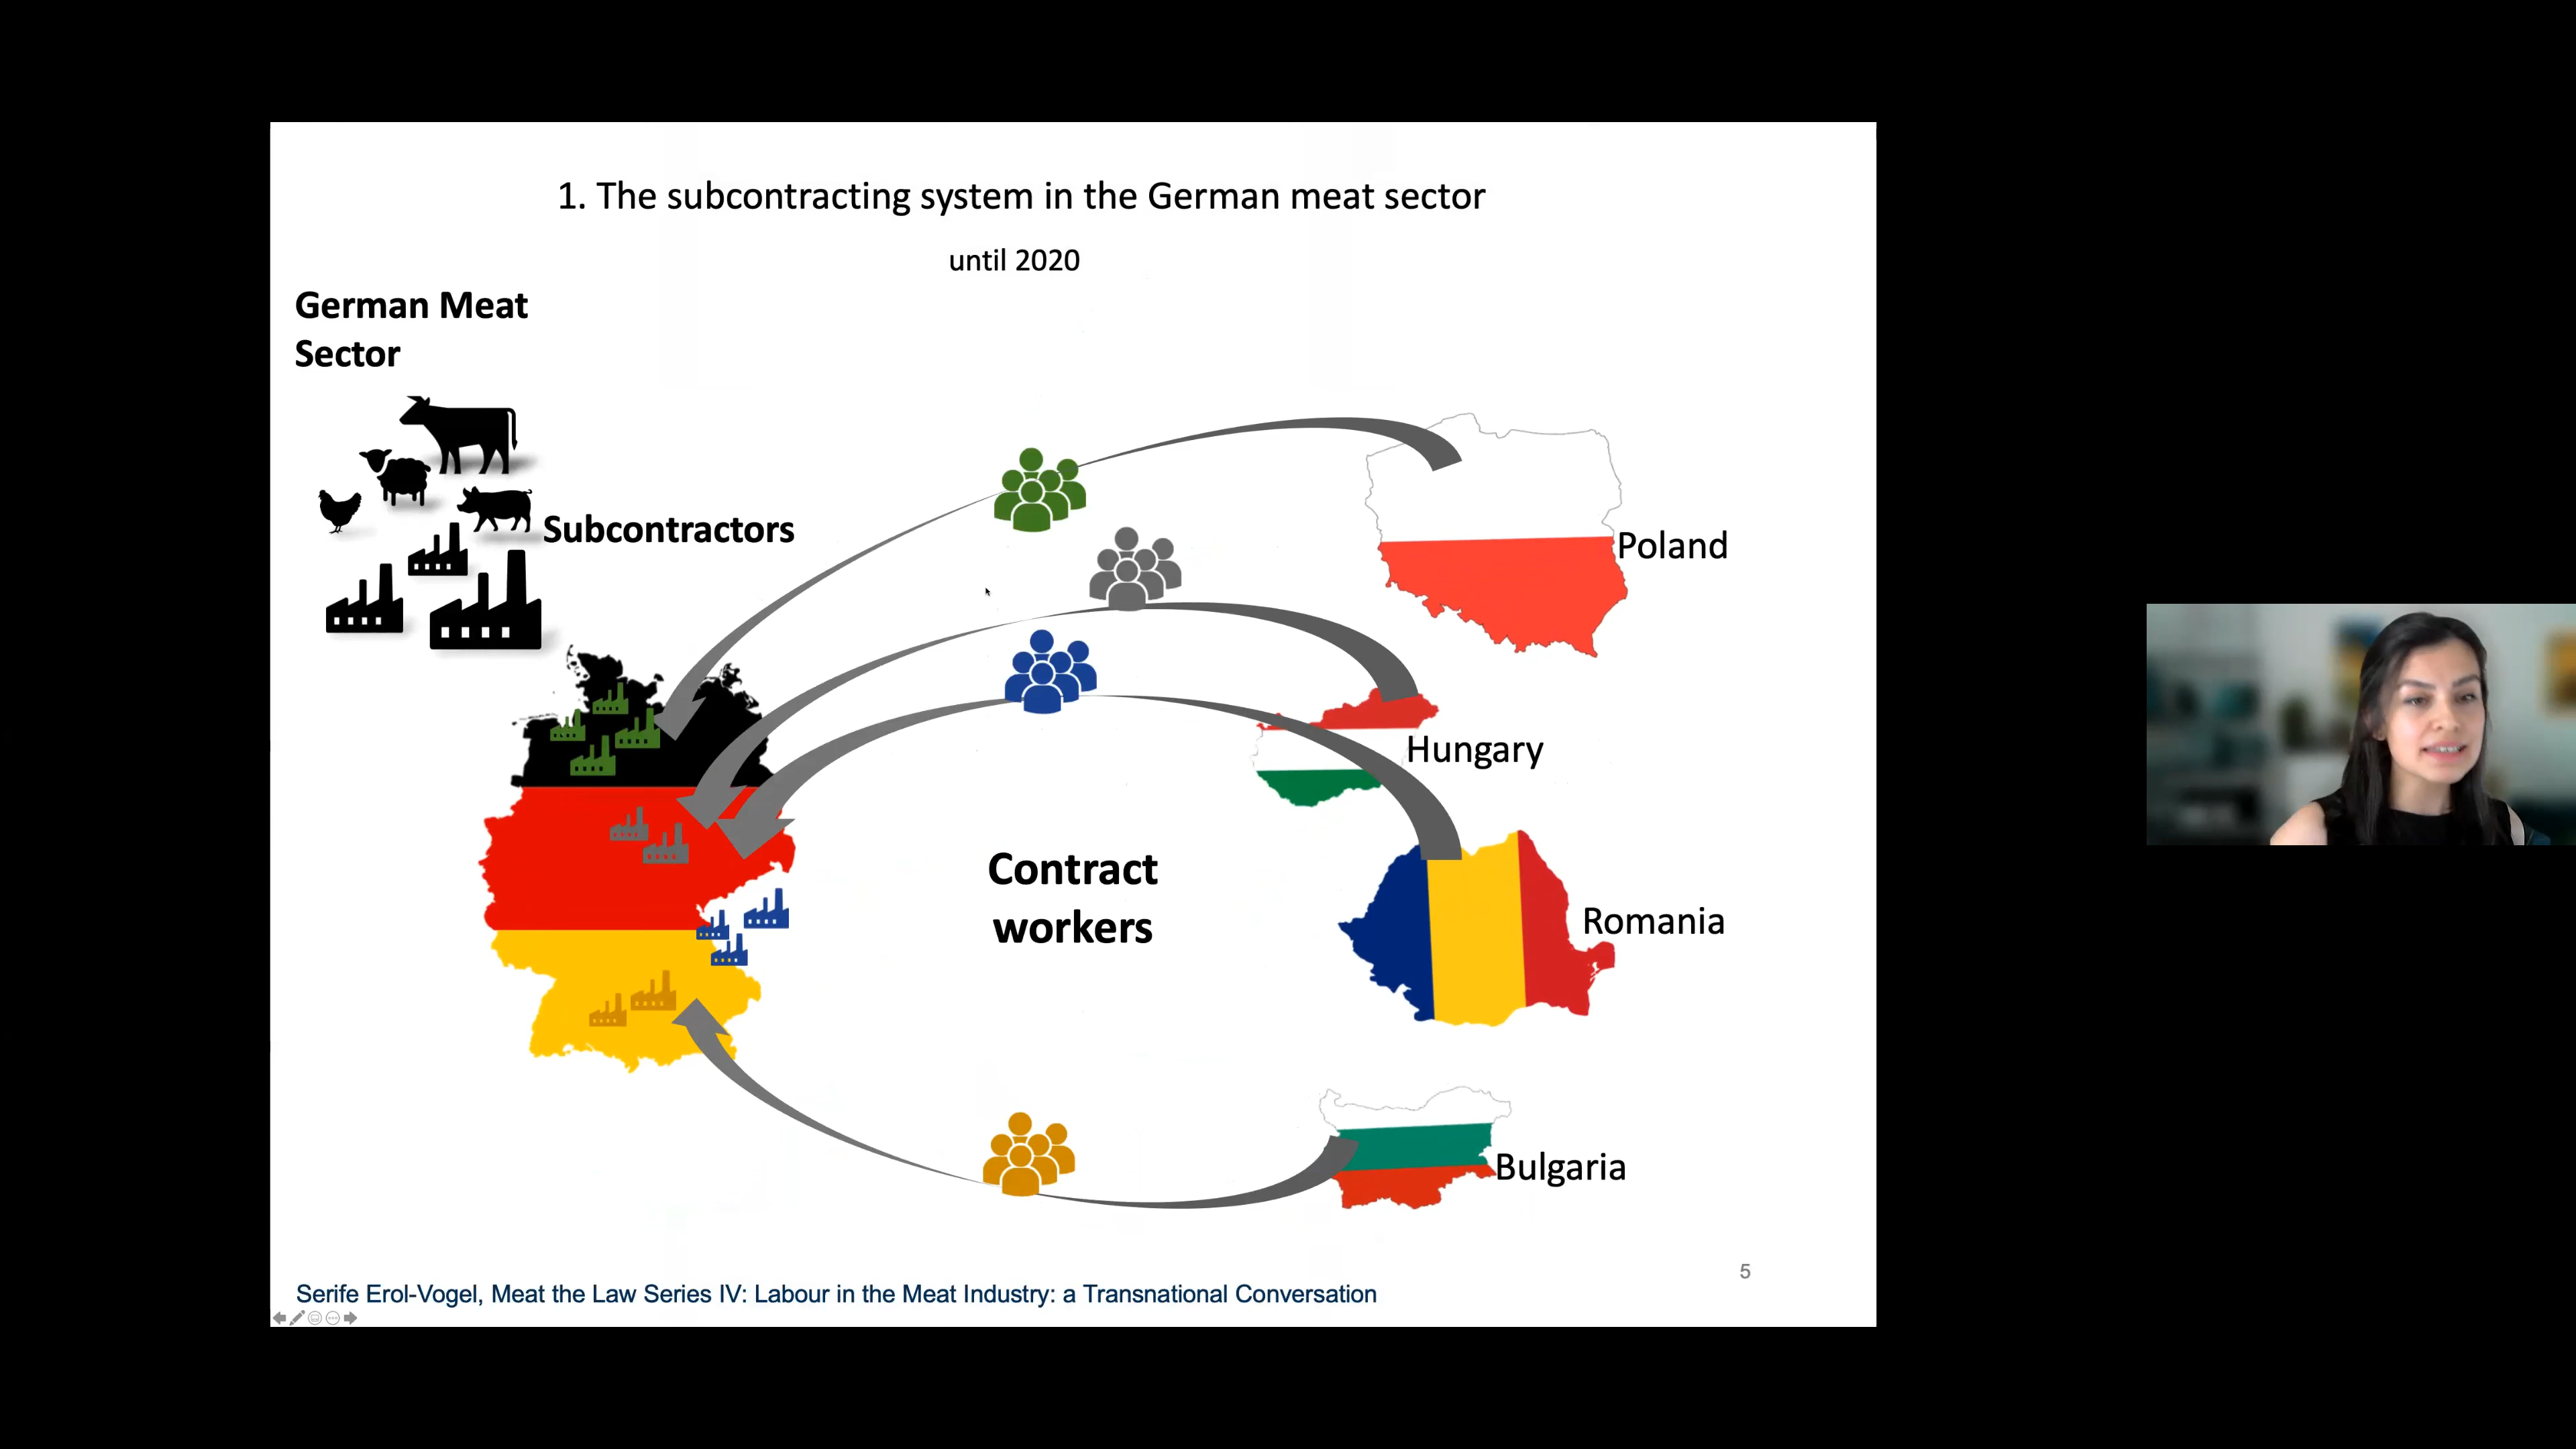 1. The subcontracting system in the German meat sector
until 2020
German Meat
Sector
Subcontractors
Poland
Hungary
Contract
workers
Romania
Bulgaria
5
Serife Erol-Vogel, Meat the Law Series IV: Labour in the Meat Industry: a Transnational Conversation